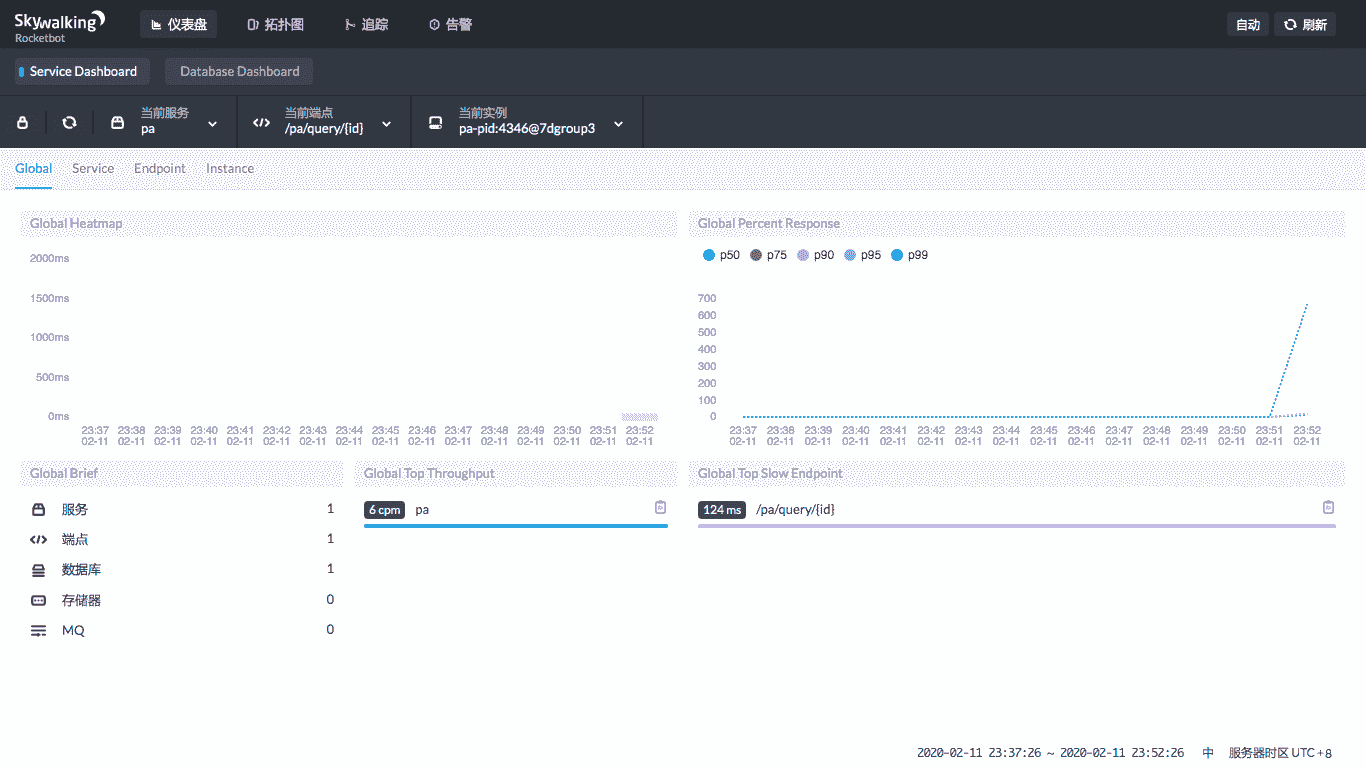 Skywalking
Rocketbot
仪表盘 拓扑图 追踪 告警 自动 刷新
Service Dashboard Database Dashboard
当前服务
pa
当前端点
/pa/query/{id}
当前实例
pa-pid:4346@7dgroup3
Global Service Endpoint Instance
Global Heatmap
2000ms
1500ms
1000ms
500ms
0ms
23:37 23:38 23:39 23:40 23:41 23:42 23:43 23:44 23:45 23:46 23:47 23:48 23:49 23:50 23:51 23:52
02-11 02-11 02-11 02-11 02-11 02-11 02-11 02-11 02-11 02-11 02-11 02-11 02-11 02-11 02-11 02-11
Global Percent Response
p50 p75 p90 p95 p99
700
600
500
400
300
200
100
0
23:37 23:38 23:39 23:40 23:41 23:42 23:43 23:44 23:45 23:46 23:47 23:48 23:49 23:50 23:51 23:52
02-11 02-11 02-11 02-11 02-11 02-11 02-11 02-11 02-11 02-11 02-11 02-11 02-11 02-11 02-11 02-11
Global Brief
服务 1
端点 1
数据库 1
存储器 0
MQ 0
Global Top Throughput
6 cpm pa
Global Top Slow Endpoint
124 ms /pa/query/{id}
2020-02-11 23:37:26 ~ 2020-02-11 23:52:26 中 服务器时区 UTC +8